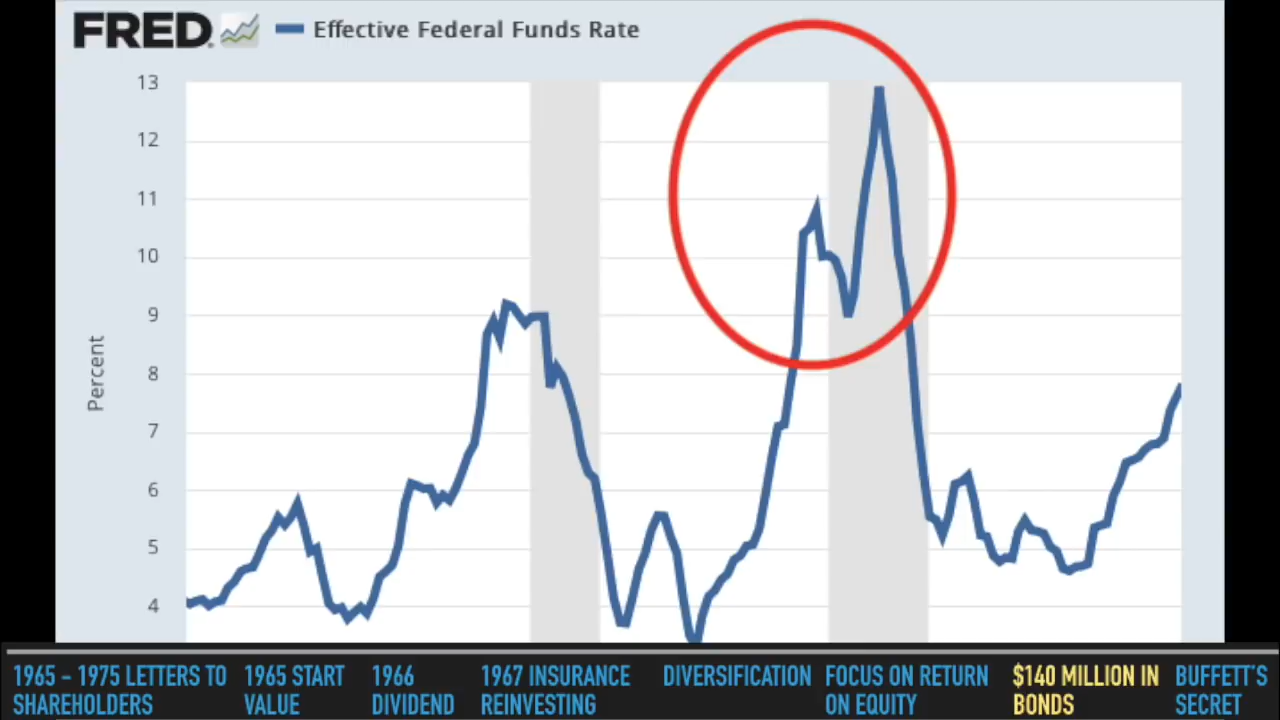 FRED Effective Federal Funds Rate
13
12
11
10
9
8
7
6
5
4
Percent
1965 – 1975 LETTERS TO
SHAREHOLDERS
1965 START
VALUE
1966
DIVIDEND
1967 INSURANCE
REINVESTING
DIVERSIFICATION
FOCUS ON RETURN
ON EQUITY
$140 MILLION IN
BONDS
BUFFETT'S
SECRET